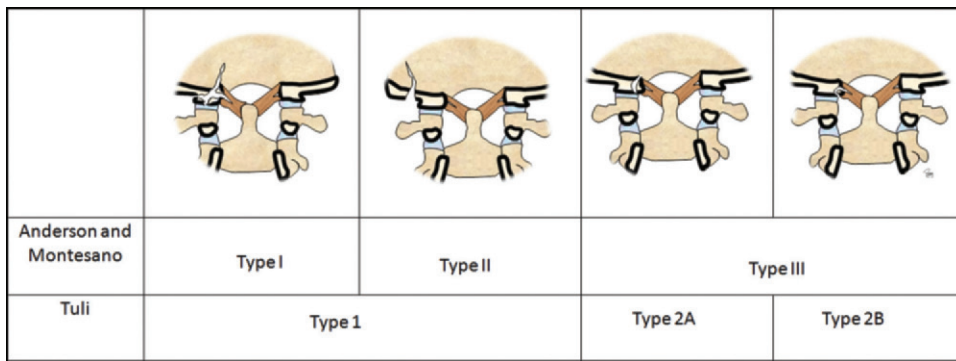 Anderson and
Montesano
Type I
Type II
Type III
Tuli
Type 1
Type 2A
Type 2B